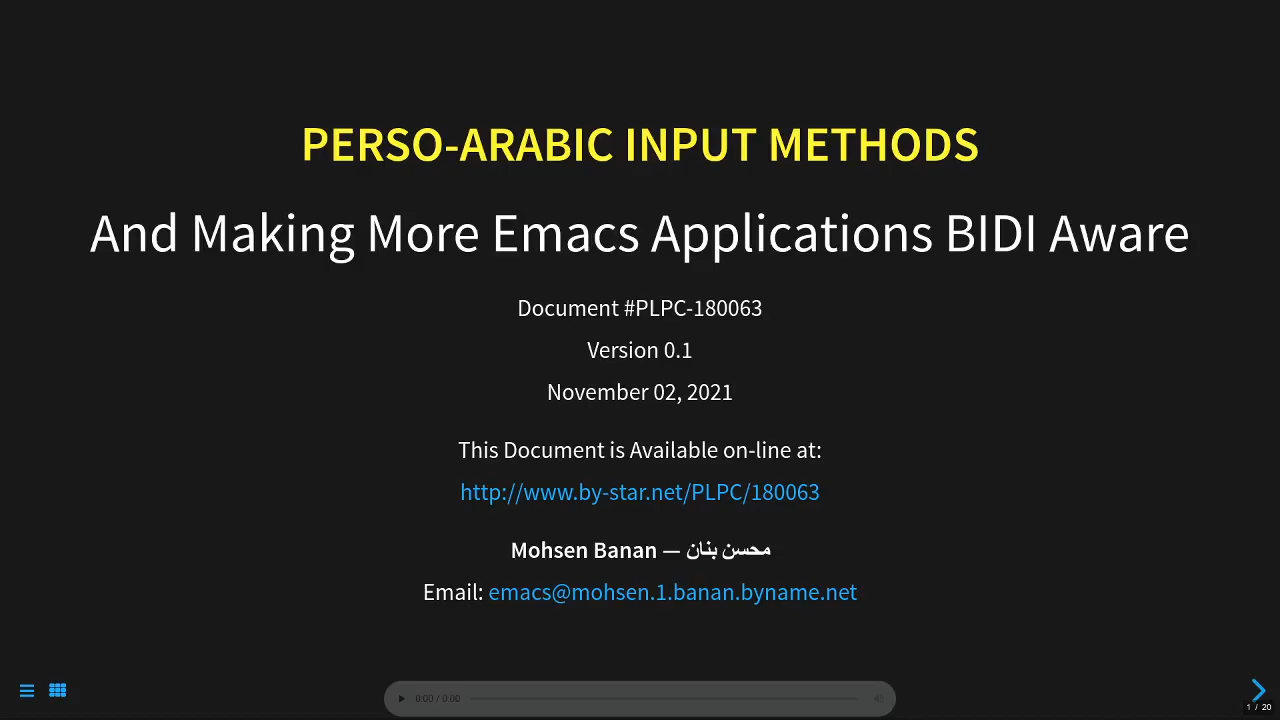 PERSO-ARABIC INPUT METHODS
And Making More Emacs Applications BIDI Aware
Document #PLPC-180063
Version 0.1
November 02, 2021
This Document is Available on-line at:
http://www.by-star.net/PLPC/180063
Mohsen Banan — محسن بنان
Email: emacs@mohsen.1.banan.byname.net
0:00 / 0:00
1 / 20